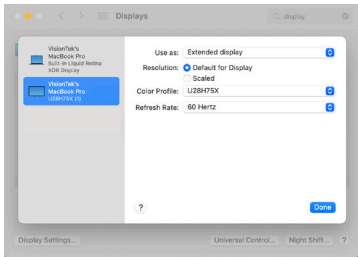 Displays
display
VisionTek's
MacBook Pro
Built-in Liquid Retina
XDR Display
VisionTek's
MacBook Pro
U28H75X (1)
Use as: Extended display
Resolution: Default for Display
Scaled
Color Profile: U28H75X
Refresh Rate: 60 Hertz
?
Done
Display Settings...
Universal Control...
Night Shift...
?